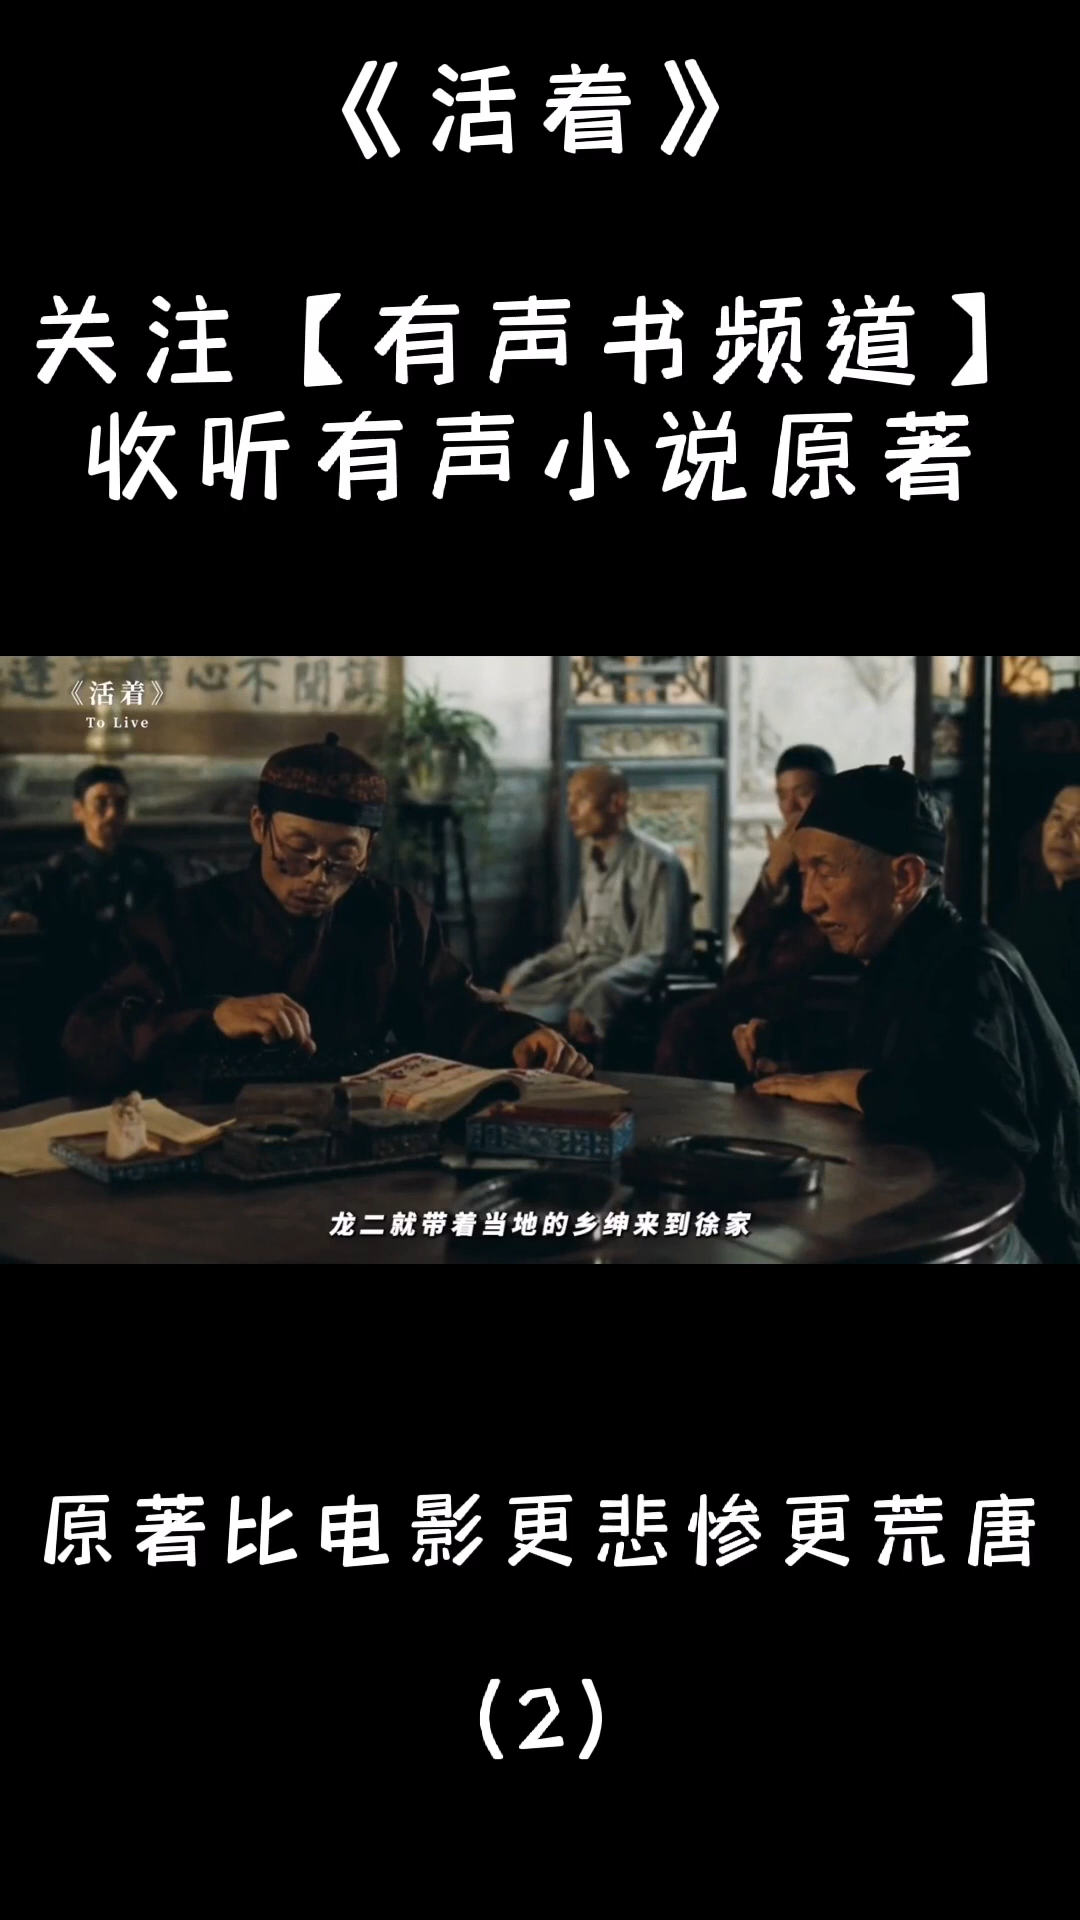 《活着》
关注【有声书频道】
收听有声小说原著
心不
《活着》
To Live
龙二就带着当地的乡绅来到徐家
原著比电影更悲惨更荒唐
(2)